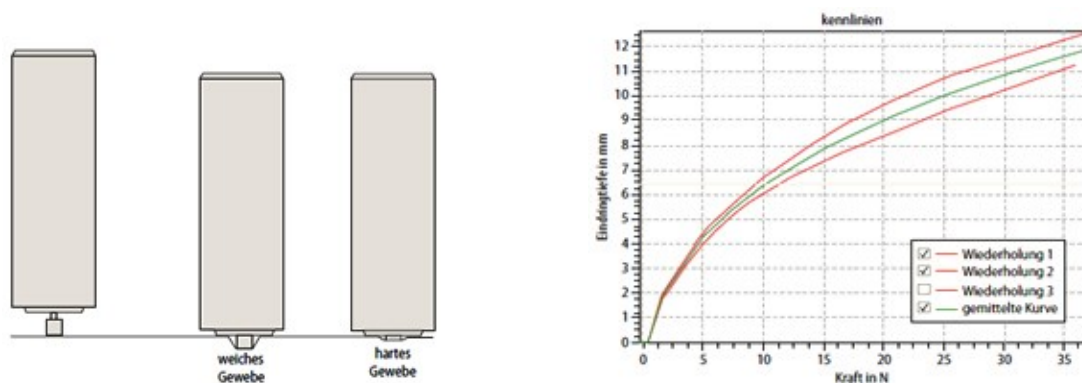 weiches
Gewebe
hartes
Gewebe
kennlinien
Eindringtiefe in mm
12
11
10
9
8
7
6
5
4
3
2
1
0
Wiederholung 1
Wiederholung 2
Wiederholung 3
gemittelte Kurve
0 5 10 15 20 25 30 35
Kraft in N